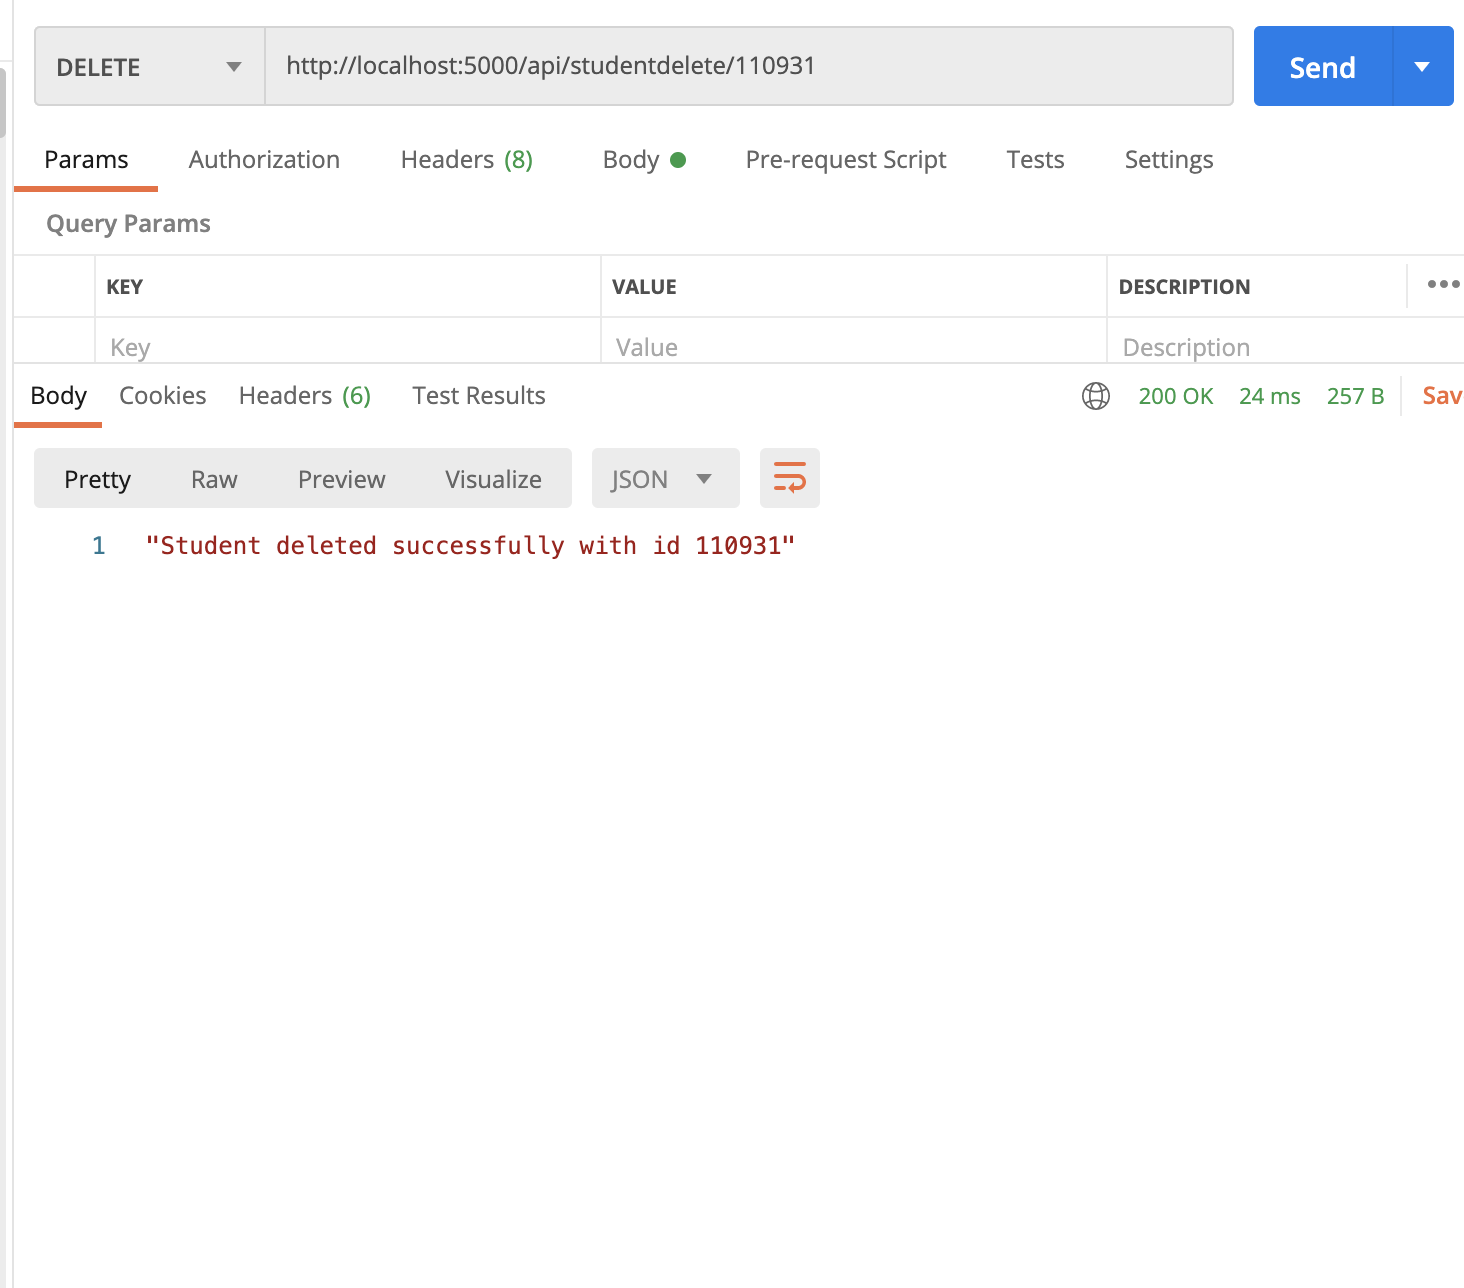 DELETE http://localhost:5000/api/studentdelete/110931 Send
Params Authorization Headers (8) Body Pre-request Script Tests Settings
Query Params
KEY VALUE DESCRIPTION
Key Value Description
Body Cookies Headers (6) Test Results 200 OK 24 ms 257 B Sav
Pretty Raw Preview Visualize JSON
1 "Student deleted successfully with id 110931"